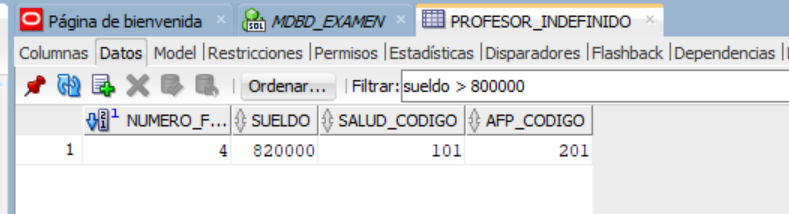 Página de bienvenida × MDBD_EXAMEN × PROFESOR_INDEFINIDO ×
Columnas Datos Model |Restricciones |Permisos |Estadísticas |Disparadores |Flashback |Dependencias |
Ordenar... | Filtrar: sueldo > 800000
NUMERO_F... SUELDO SALUD_CODIGO AFP_CODIGO
1 4 820000 101 201